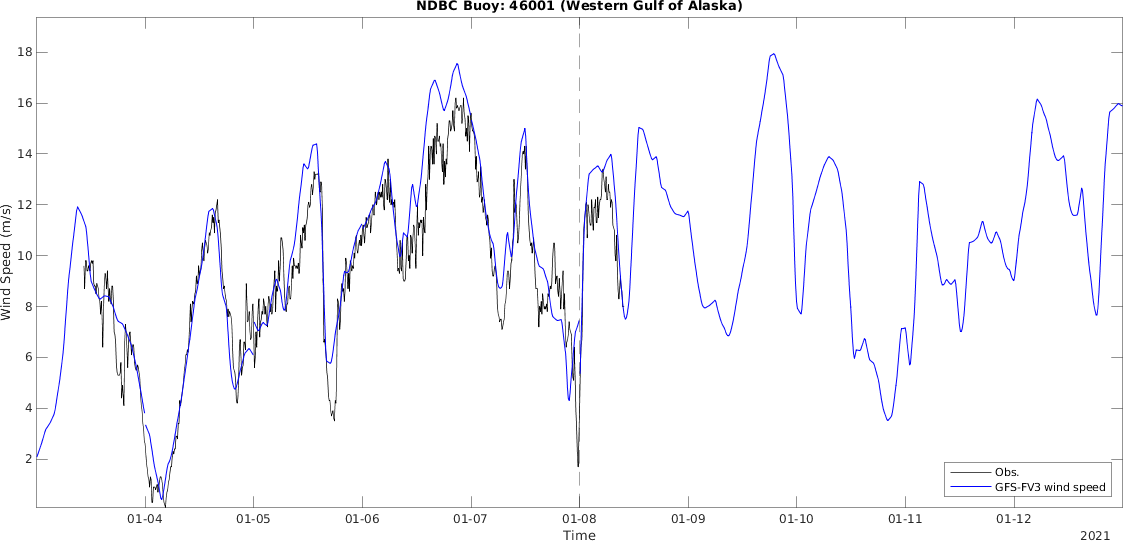 NDBC Buoy: 46001 (Western Gulf of Alaska)
18
16
14
12
10
8
6
4
2
Wind Speed (m/s)
Obs.
GFS-FV3 wind speed
01-04 01-05 01-06 01-07 01-08 01-09 01-10 01-11 01-12
Time
2021